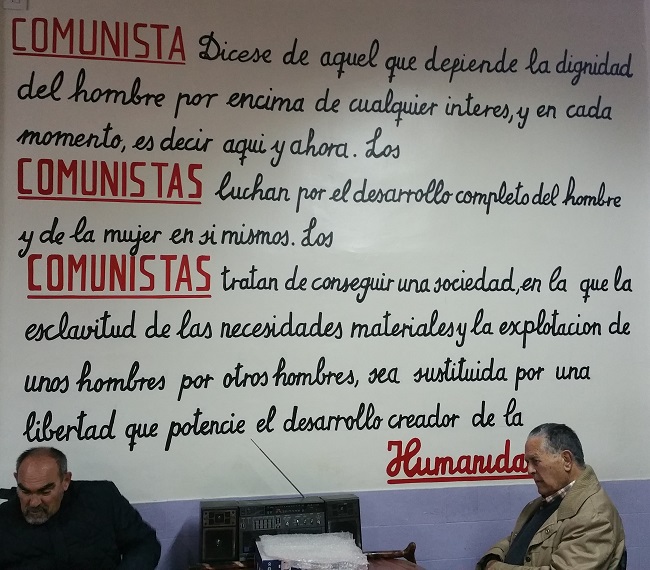 COMUNISTA Dicese de aquel que depiende la dignidad
del hombre por encima de cualquier interes, y en cada
momento, es decir aqui y ahora. Los
COMUNISTAS luchan por el desarrollo completo del hombre
y de la mujer en si mismos. Los
COMUNISTAS tratan de conseguir una sociedad, en la que la
esclavitud de las necesidades materiales y la explotacion de
unos hombres por otros hombres, sea sustituida por una
libertad que potencie el desarrollo creador de la
Humanida